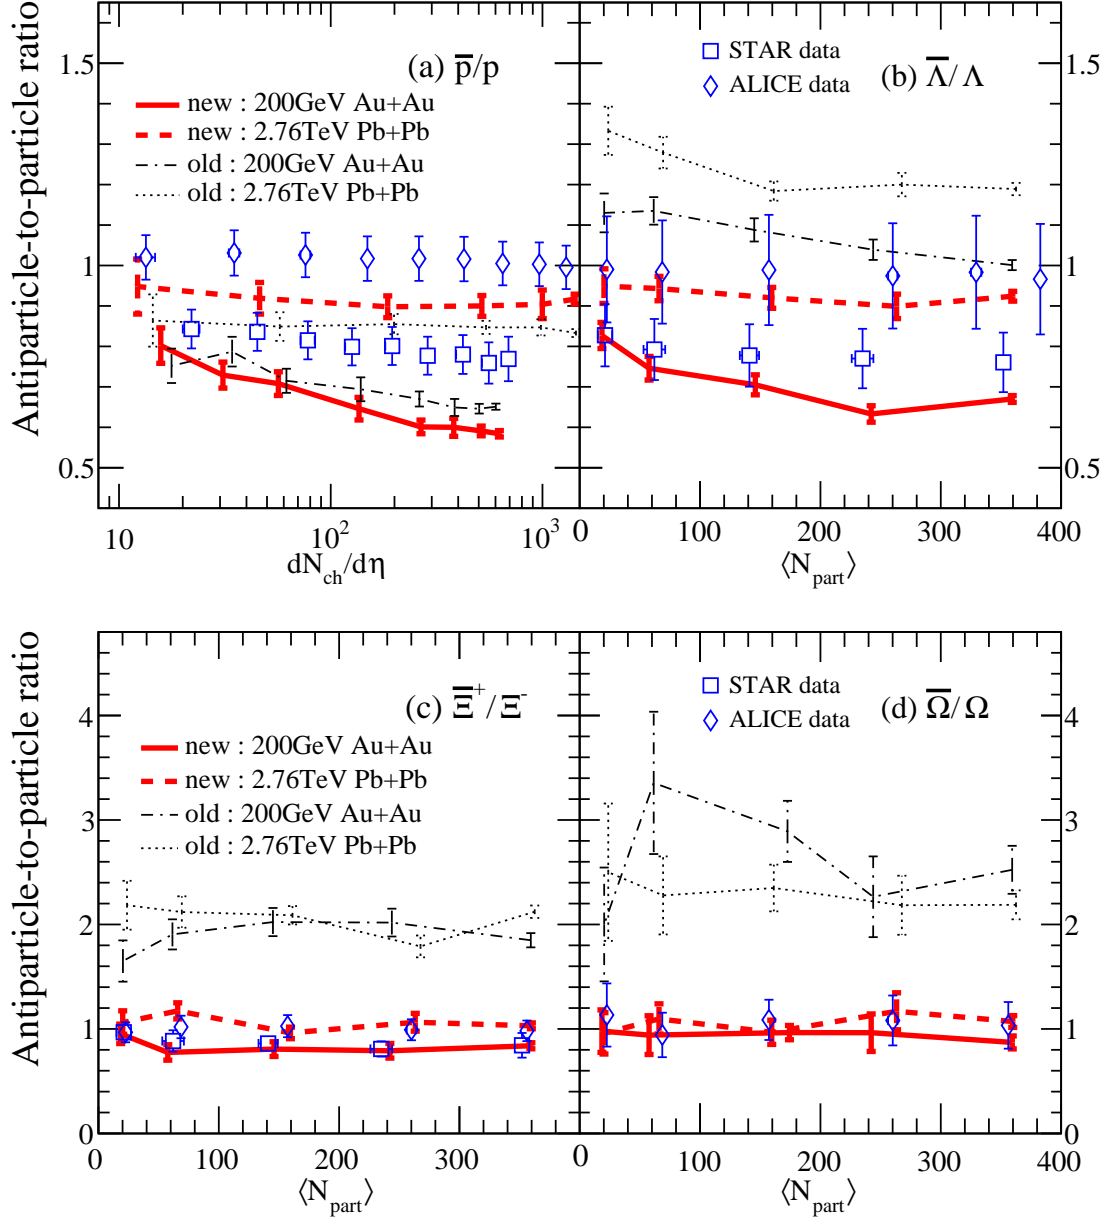 Antiparticle-to-particle ratio
(a) p̅/p
new : 200GeV Au+Au
new : 2.76TeV Pb+Pb
old : 200GeV Au+Au
old : 2.76TeV Pb+Pb
1.5
1
0.5
10
10²
10³
dN_ch/dη
STAR data
ALICE data
(b) Λ̅/Λ
1.5
1
0.5
0 100 200 300 400
⟨N_part⟩
Antiparticle-to-particle ratio
(c) Ξ̅⁺/Ξ⁻
new : 200GeV Au+Au
new : 2.76TeV Pb+Pb
old : 200GeV Au+Au
old : 2.76TeV Pb+Pb
4
3
2
1
0
0 100 200 300
⟨N_part⟩
STAR data
ALICE data
(d) Ω̅/Ω
4
3
2
1
0
0 100 200 300 400
⟨N_part⟩